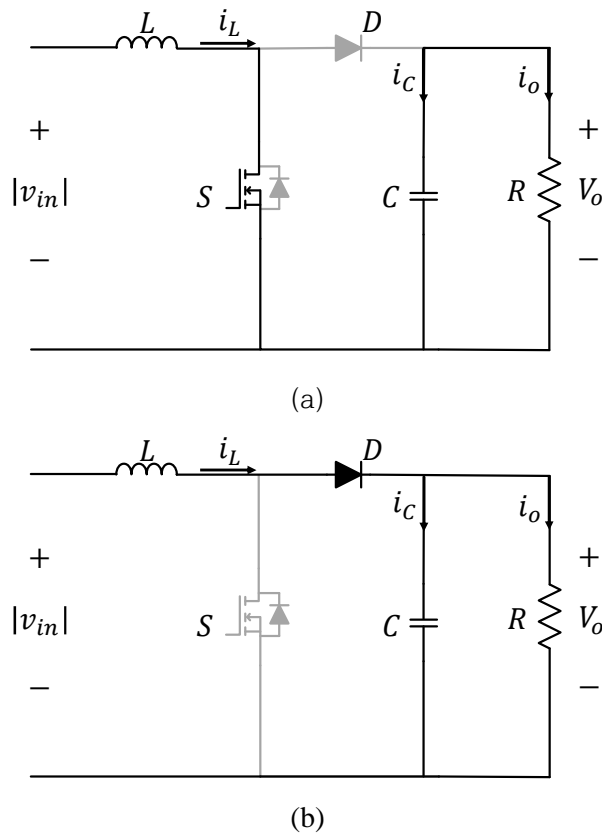 L i_L D
i_C i_o
+ +
|v_in| S C R V_o
− −
(a)
L i_L D
i_C i_o
+ +
|v_in| S C R V_o
− −
(b)